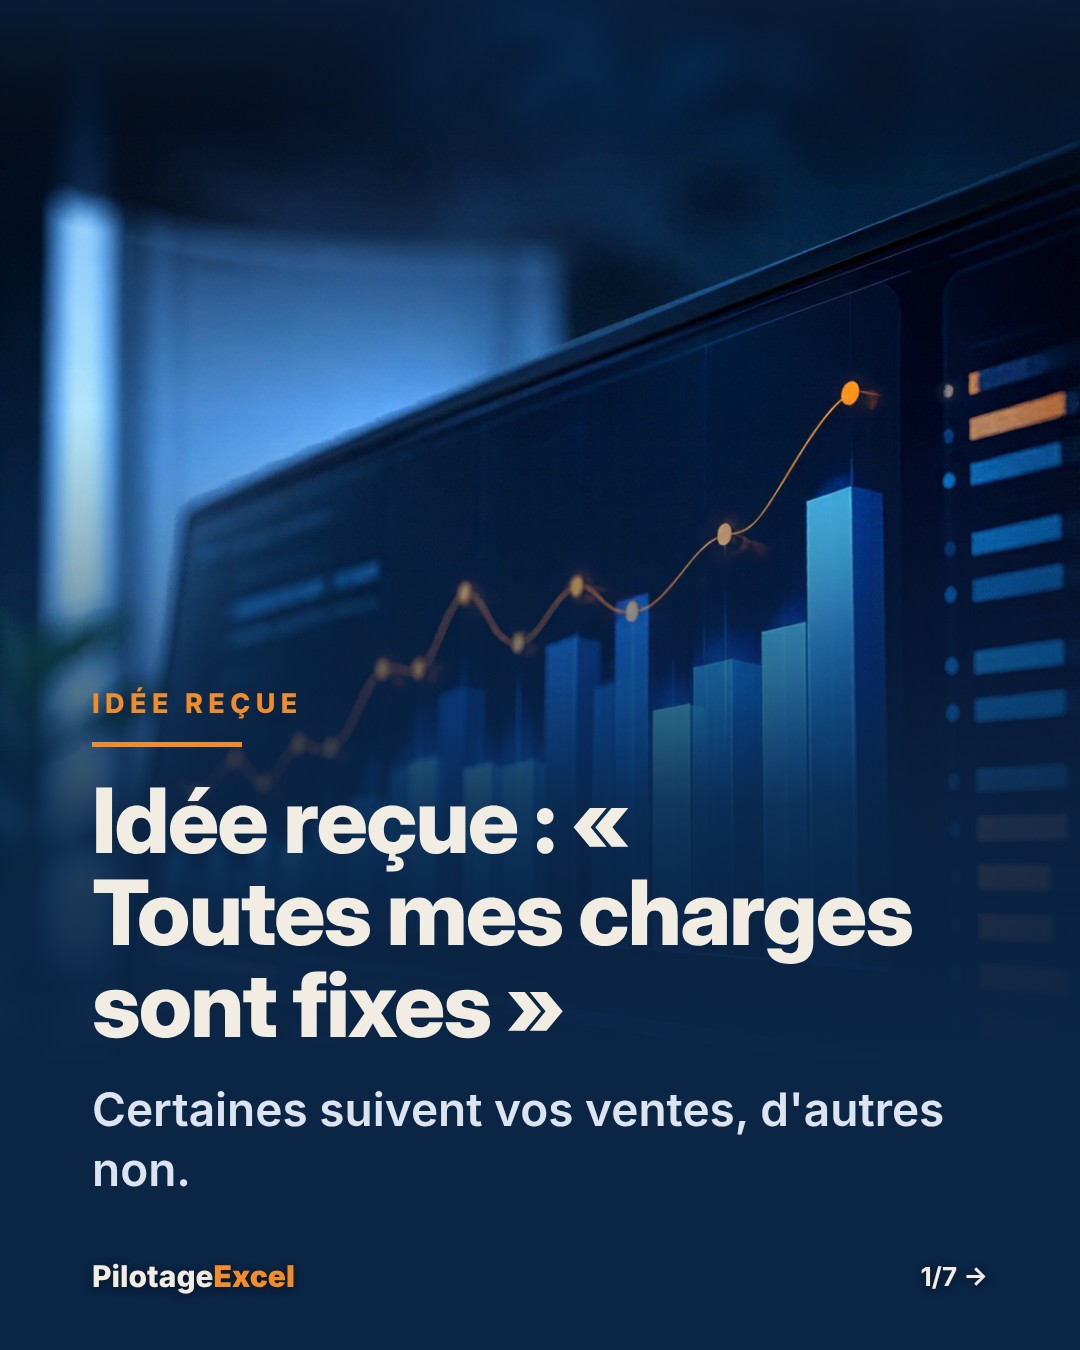 IDÉE REÇUE
Idée reçue : «
Toutes mes charges
sont fixes »
Certaines suivent vos ventes, d'autres
non.
PilotageExcel
1/7 →